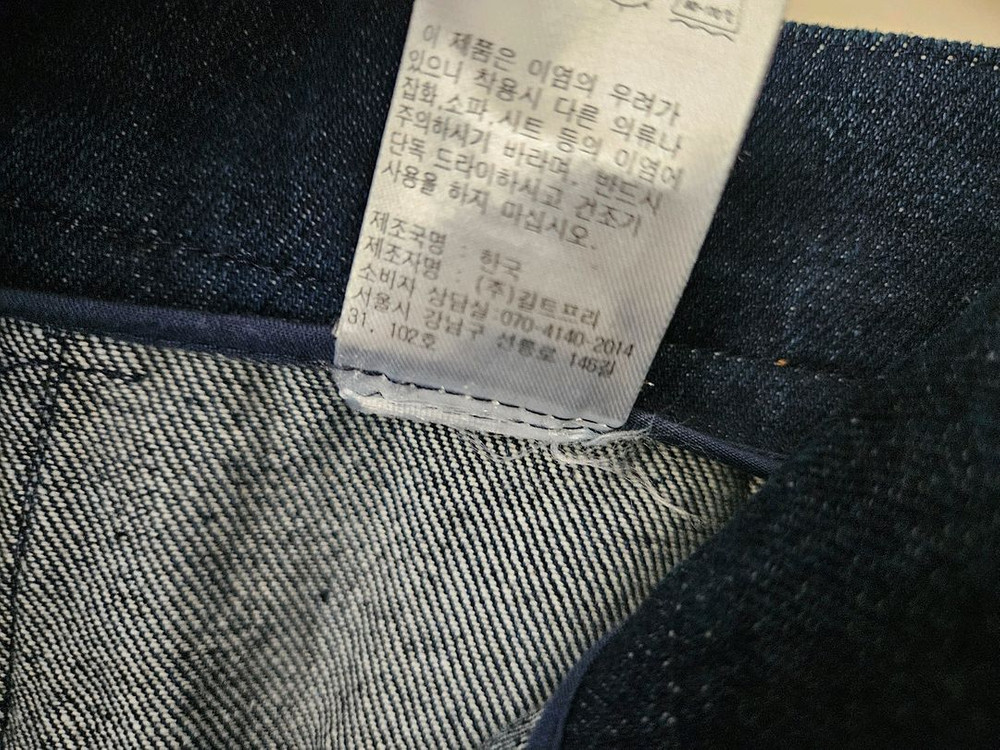 이 제품은 이염의 우려가
있으니 착용시 다른 의류나
잡화,소파,시트 등의 이염에
주의하시기 바라며, 반드시
단독 드라이하시고 건조기
사용을 하지 마십시오.
제조국명 : 한국
제조자명 : (주)길트프리
소비자 상담실 : 070-4140-2014
서울시 강남구 선릉로 146길
31, 102호